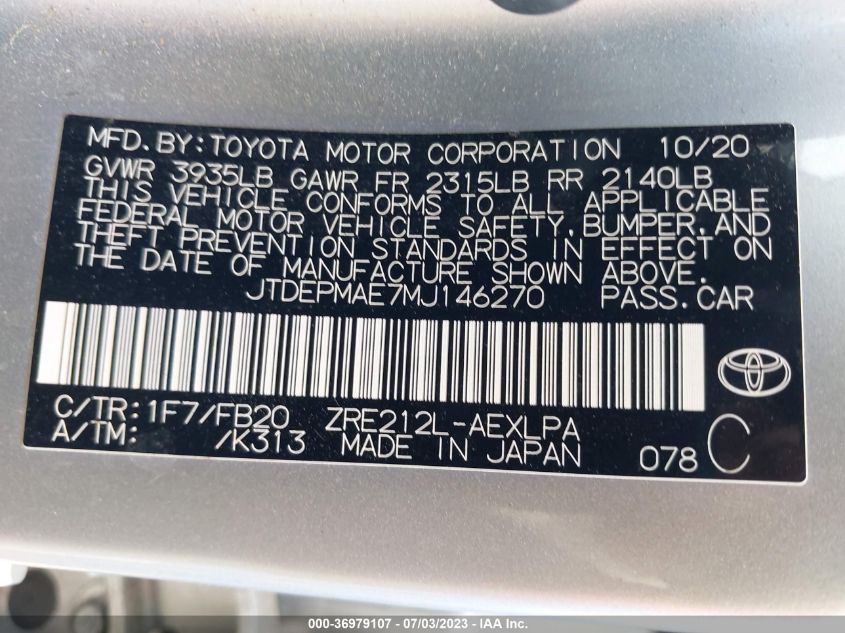 MFD.BY:TOYOTA MOTOR CORPORATION 10/20
GVWR 3935LB GAWR FR 2315LB RR 2140LB
THIS VEHICLE CONFORMS TO ALL APPLICABLE
FEDERAL MOTOR VEHICLE SAFETY,BUMPER,AND
THEFT PREVENTION STANDARDS IN EFFECT ON
THE DATE OF MANUFACTURE SHOWN ABOVE.
JTDEPMAE7MJ146270 PASS.CAR
C/TR:1F7/FB20 ZRE212L-AEXLPA
A/TM: /K313 MADE IN JAPAN 078 C
000-36979107 - 07/03/2023 - IAA Inc.